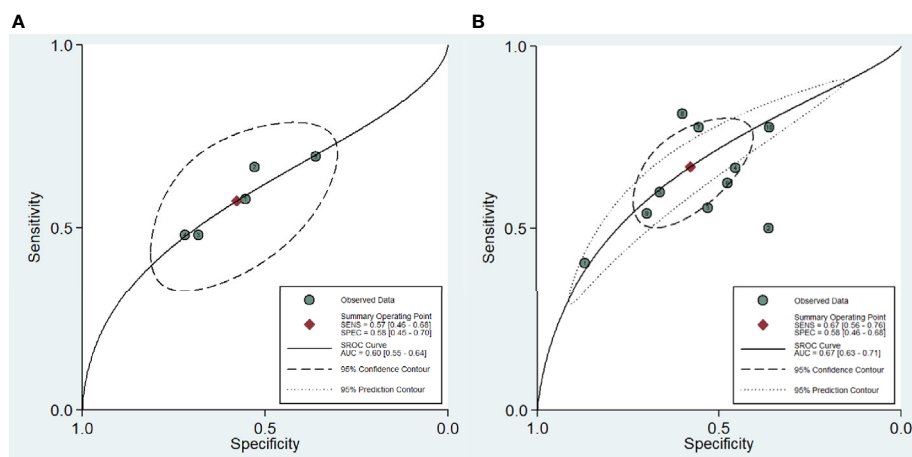 A
1.0
0.5
0.0
Sensitivity
1.0
0.5
0.0
Specificity
Observed Data
Summary Operating Point
SENS = 0.57 [0.46 - 0.68]
SPEC = 0.58 [0.45 - 0.70]
SROC Curve
AUC = 0.60 [0.55 - 0.64]
95% Confidence Contour
95% Prediction Contour
B
1.0
0.5
0.0
Sensitivity
1.0
0.5
0.0
Specificity
Observed Data
Summary Operating Point
SENS = 0.67 [0.56 - 0.76]
SPEC = 0.58 [0.46 - 0.68]
SROC Curve
AUC = 0.67 [0.63 - 0.71]
95% Confidence Contour
95% Prediction Contour